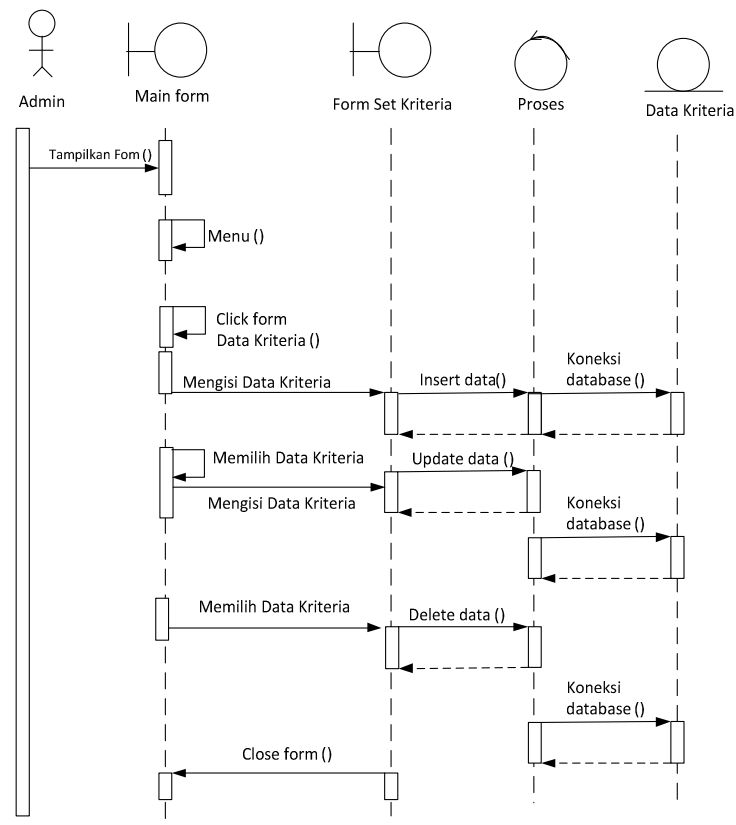 Admin
Main form
Form Set Kriteria
Proses
Data Kriteria
Tampilkan Fom ()
Menu ()
Click form
Data Kriteria ()
Mengisi Data Kriteria
Insert data()
Koneksi
database ()
Memilih Data Kriteria
Update data ()
Mengisi Data Kriteria
Koneksi
database ()
Memilih Data Kriteria
Delete data ()
Koneksi
database ()
Close form ()